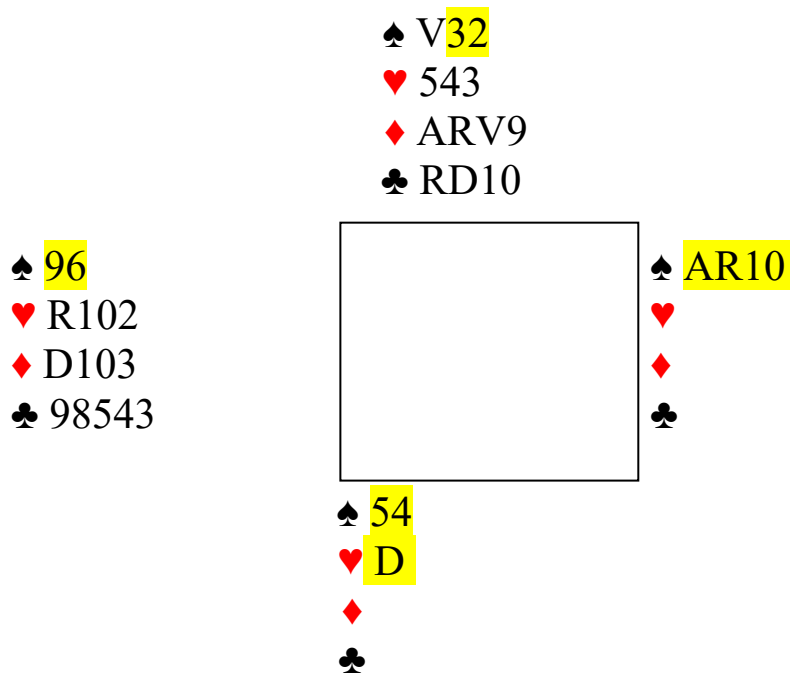 ♠ V32
♥ 543
♦ ARV9
♣ RD10
♠ 96
♥ R102
♦ D103
♣ 98543
♠ AR10
♥
♦
♣
♠ 54
♥ D
♦
♣